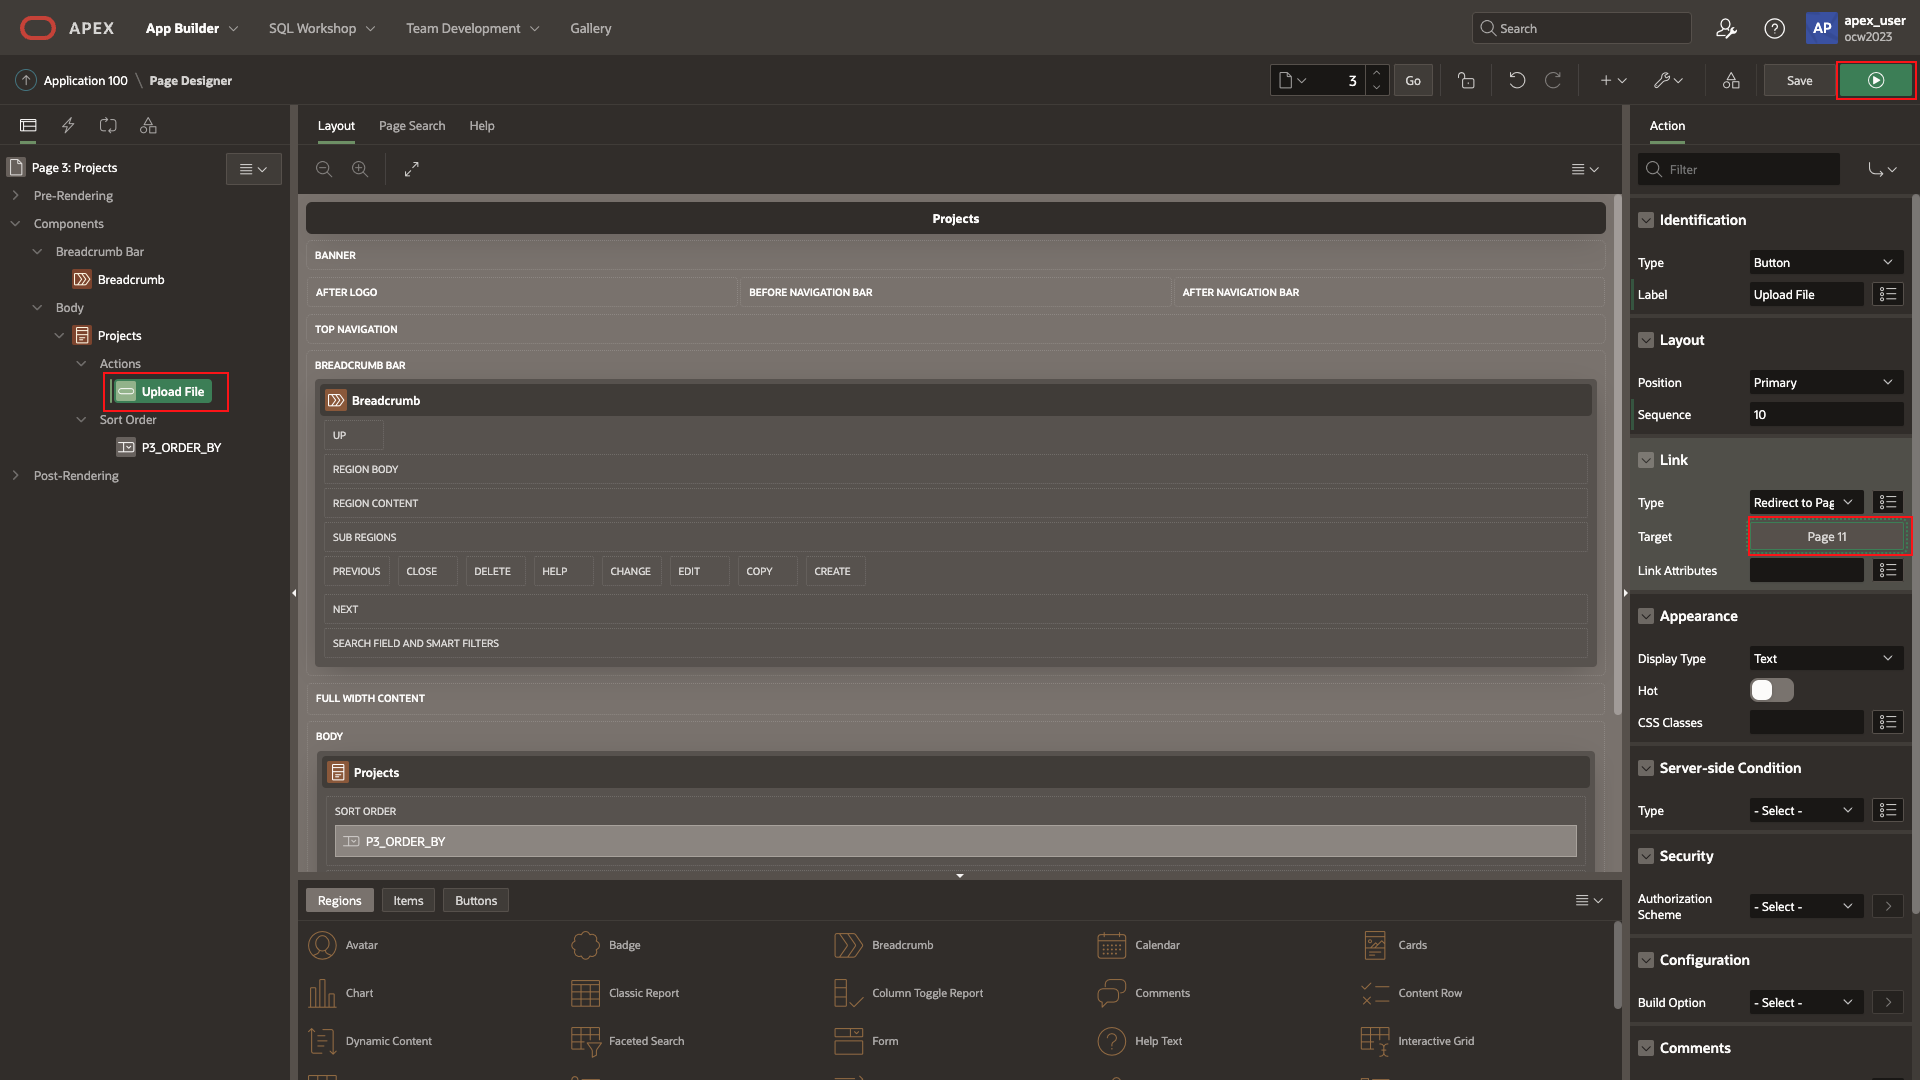 APEX
App Builder
SQL Workshop
Team Development
Gallery
Search
AP
apex_user
ocw2023
Application 100 \ Page Designer
3
Go
Save
Page 3: Projects
Pre-Rendering
Components
Breadcrumb Bar
Breadcrumb
Body
Projects
Actions
Upload File
Sort Order
P3_ORDER_BY
Post-Rendering
Layout
Page Search
Help
Projects
BANNER
AFTER LOGO
BEFORE NAVIGATION BAR
AFTER NAVIGATION BAR
TOP NAVIGATION
BREADCRUMB BAR
Breadcrumb
UP
REGION BODY
REGION CONTENT
SUB REGIONS
PREVIOUS
CLOSE
DELETE
HELP
CHANGE
EDIT
COPY
CREATE
NEXT
SEARCH FIELD AND SMART FILTERS
FULL WIDTH CONTENT
BODY
Projects
SORT ORDER
P3_ORDER_BY
Regions
Items
Buttons
Avatar
Badge
Breadcrumb
Calendar
Cards
Chart
Classic Report
Column Toggle Report
Comments
Content Row
Dynamic Content
Faceted Search
Form
Help Text
Interactive Grid
Action
Filter
Identification
Type
Button
Label
Upload File
Layout
Position
Primary
Sequence
10
Link
Type
Redirect to Pag
Target
Page 11
Link Attributes
Appearance
Display Type
Text
Hot
CSS Classes
Server-side Condition
Type
- Select -
Security
Authorization
Scheme
- Select -
Configuration
Build Option
- Select -
Comments